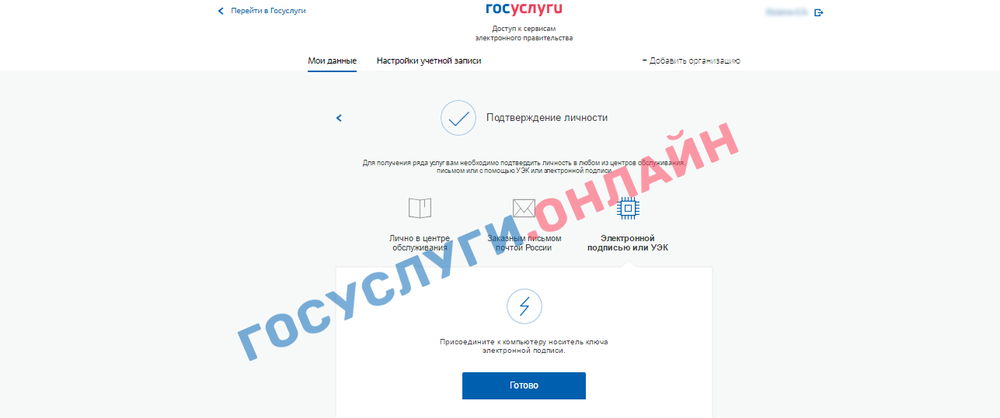 Перейти в Госуслуги
госуслуги
Доступ к сервисам
электронного правительства
Мои данные
Настройки учетной записи
+ Добавить организацию
Подтверждение личности
Для получения ряда услуг вам необходимо подтвердить личность в любом из центров обслуживания,
письмом или с помощью УЭК или электронной подписи.
Лично в центре
обслуживания
Заказным письмом
почтой России
Электронной
подписью или УЭК
ГОСУСЛУГИ.ОНЛАЙН
Присоедините к компьютеру носитель ключа
электронной подписи.
Готово